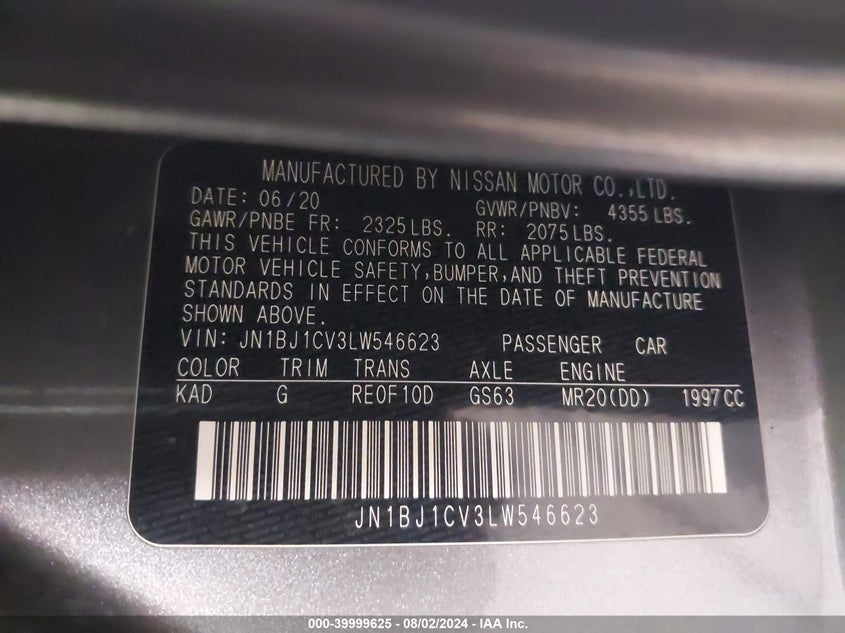 MANUFACTURED BY NISSAN MOTOR CO.,LTD.
DATE: 06/20 GVWR/PNBV: 4355 LBS.
GAWR/PNBE FR: 2325 LBS. RR: 2075 LBS.
THIS VEHICLE CONFORMS TO ALL APPLICABLE FEDERAL
MOTOR VEHICLE SAFETY,BUMPER,AND THEFT PREVENTION
STANDARDS IN EFFECT ON THE DATE OF MANUFACTURE
SHOWN ABOVE.
VIN: JN1BJ1CV3LW546623 PASSENGER CAR
COLOR TRIM TRANS AXLE ENGINE
KAD G RE0F10D GS63 MR20(DD) 1997CC
JN1BJ1CV3LW546623
000-39999625 - 08/02/2024 - IAA Inc.